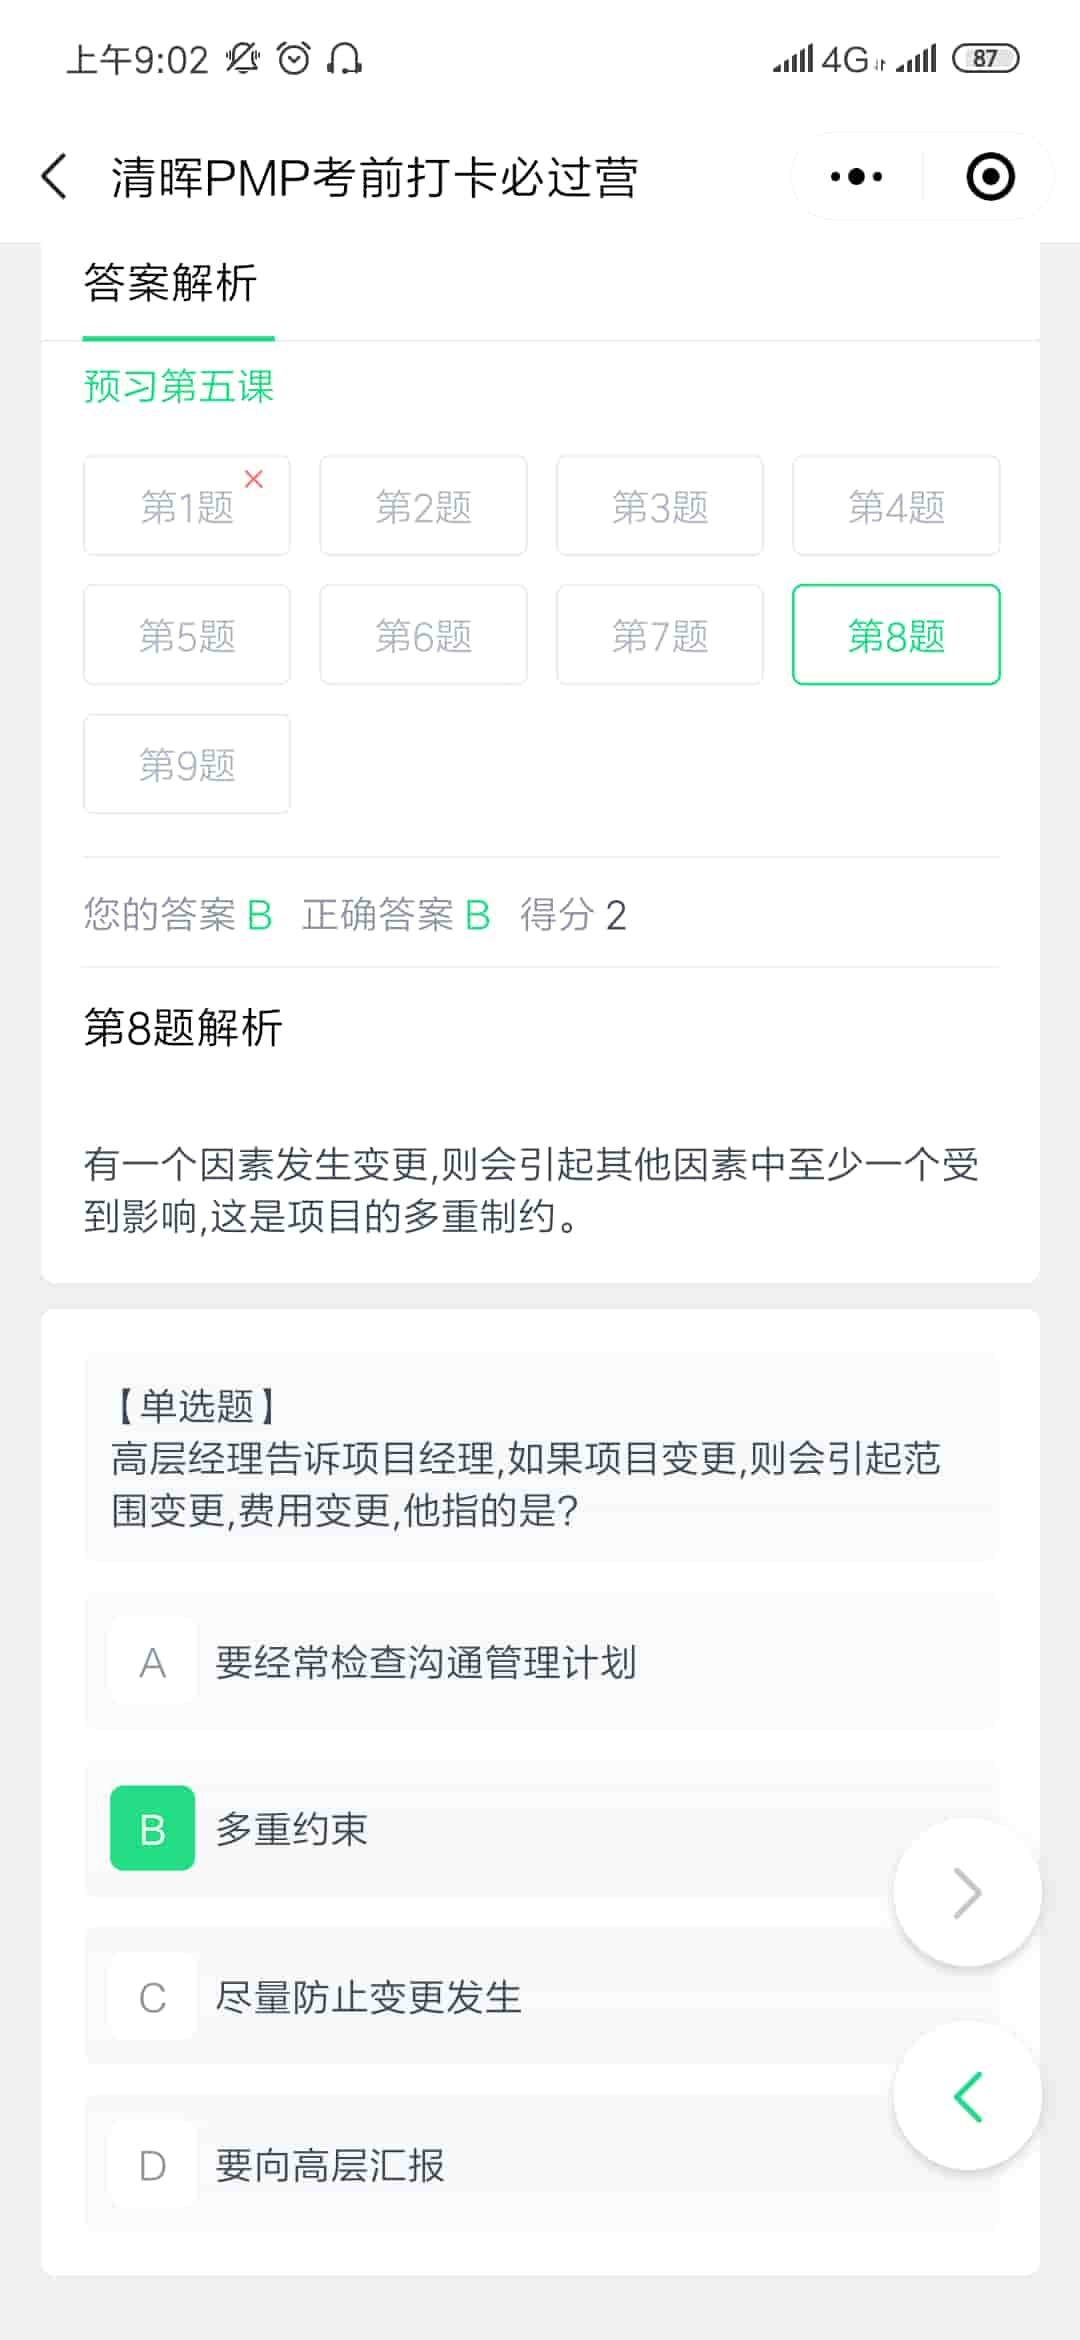 上午9:02
4G
87
清晖PMP考前打卡必过营
答案解析
预习第五课
第1题
第2题
第3题
第4题
第5题
第6题
第7题
第8题
第9题
您的答案 B 正确答案 B 得分 2
第8题解析
有一个因素发生变更,则会引起其他因素中至少一个受
到影响,这是项目的多重制约。
【单选题】
高层经理告诉项目经理,如果项目变更,则会引起范
围变更,费用变更,他指的是?
A 要经常检查沟通管理计划
B 多重约束
C 尽量防止变更发生
D 要向高层汇报